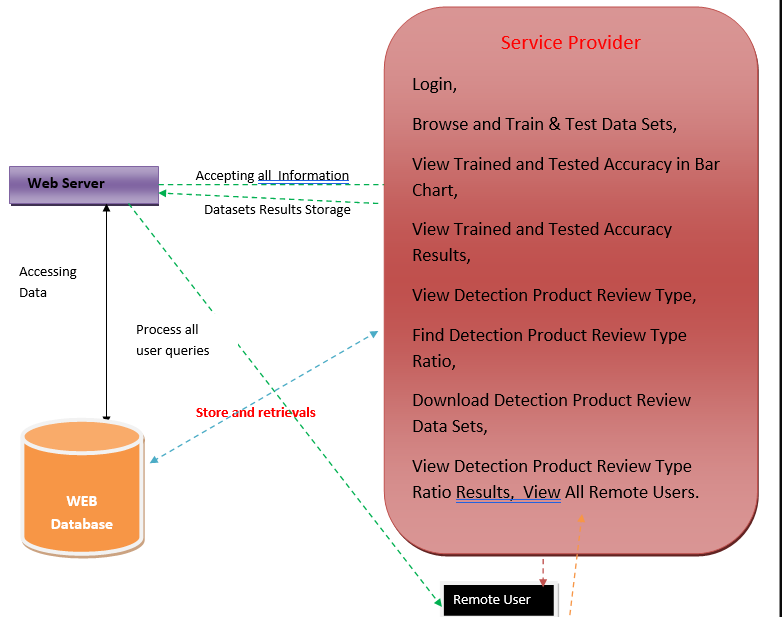 Service Provider
Login,
Browse and Train & Test Data Sets,
View Trained and Tested Accuracy in Bar
Chart,
View Trained and Tested Accuracy
Results,
View Detection Product Review Type,
Find Detection Product Review Type
Ratio,
Download Detection Product Review
Data Sets,
View Detection Product Review Type
Ratio Results,  View All Remote Users.
Web Server
Accepting all  Information
Datasets Results Storage
Accessing
Data
Process all
user queries
Store and retrievals
WEB
Database
Remote User